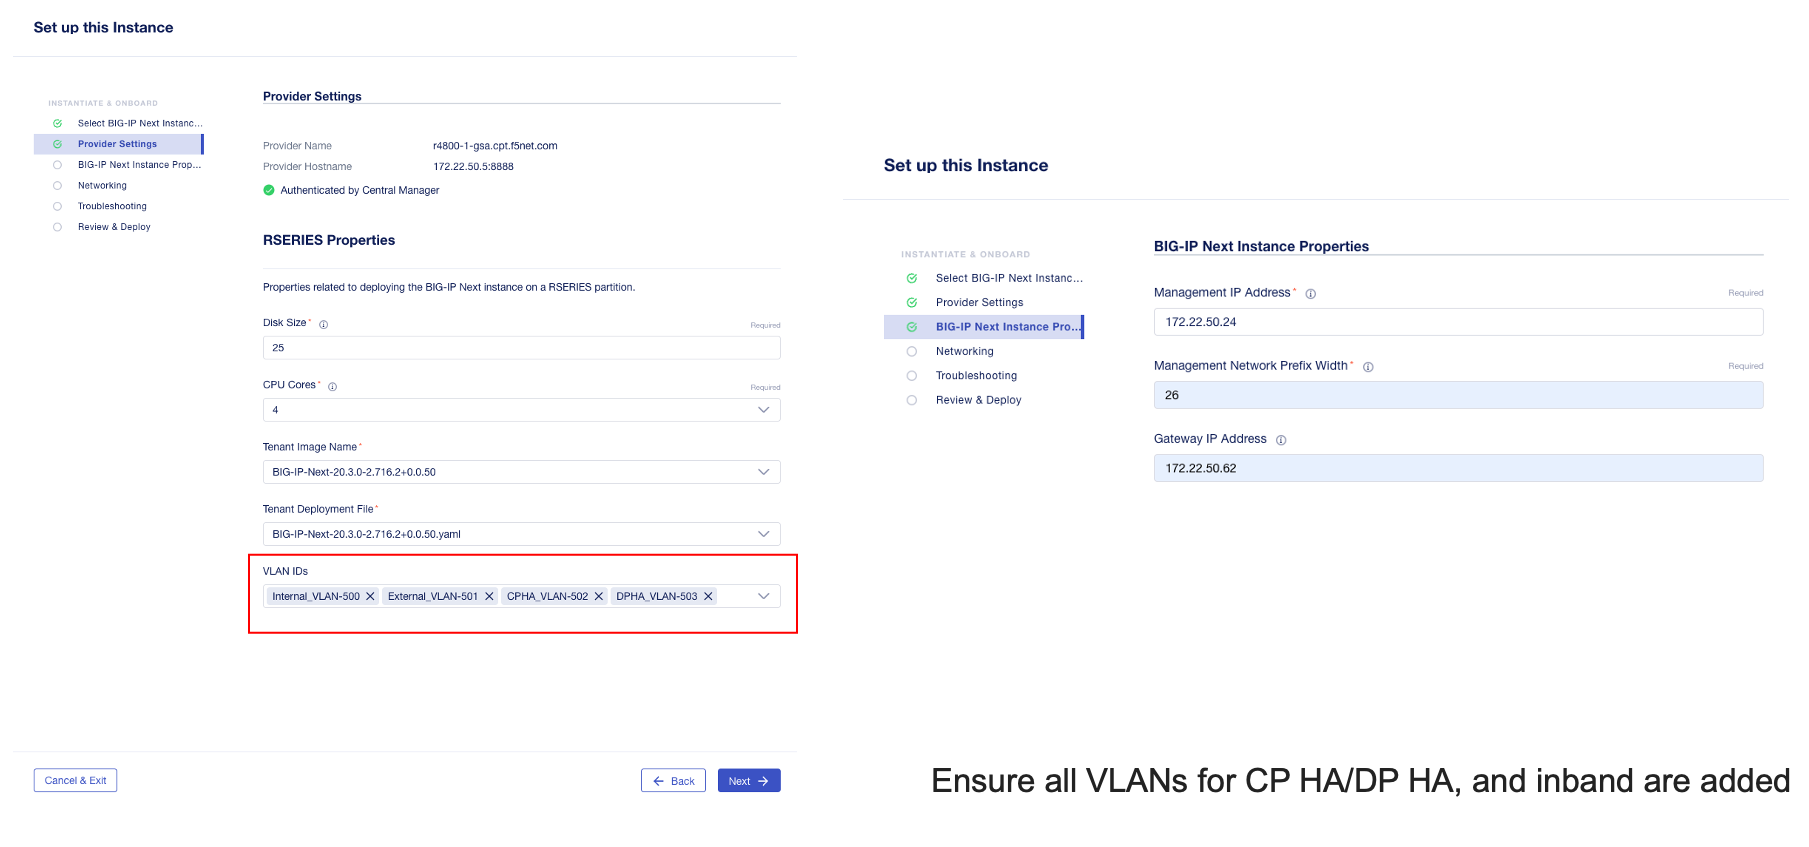 Set up this Instance
INSTANTIATE & ONBOARD
Select BIG-IP Next Instanc...
Provider Settings
BIG-IP Next Instance Prop...
Networking
Troubleshooting
Review & Deploy
Provider Settings
Provider Name r4800-1-gsa.cpt.f5net.com
Provider Hostname 172.22.50.5:8888
Authenticated by Central Manager
RSERIES Properties
Properties related to deploying the BIG-IP Next instance on a RSERIES partition.
Disk Size* Required
25
CPU Cores* Required
4
Tenant Image Name*
BIG-IP-Next-20.3.0-2.716.2+0.0.50
Tenant Deployment File*
BIG-IP-Next-20.3.0-2.716.2+0.0.50.yaml
VLAN IDs
Internal_VLAN-500 External_VLAN-501 CPHA_VLAN-502 DPHA_VLAN-503
Cancel & Exit Back Next
Set up this Instance
INSTANTIATE & ONBOARD
Select BIG-IP Next Instanc...
Provider Settings
BIG-IP Next Instance Pro...
Networking
Troubleshooting
Review & Deploy
BIG-IP Next Instance Properties
Management IP Address* Required
172.22.50.24
Management Network Prefix Width* Required
26
Gateway IP Address
172.22.50.62
Ensure all VLANs for CP HA/DP HA, and inband are added